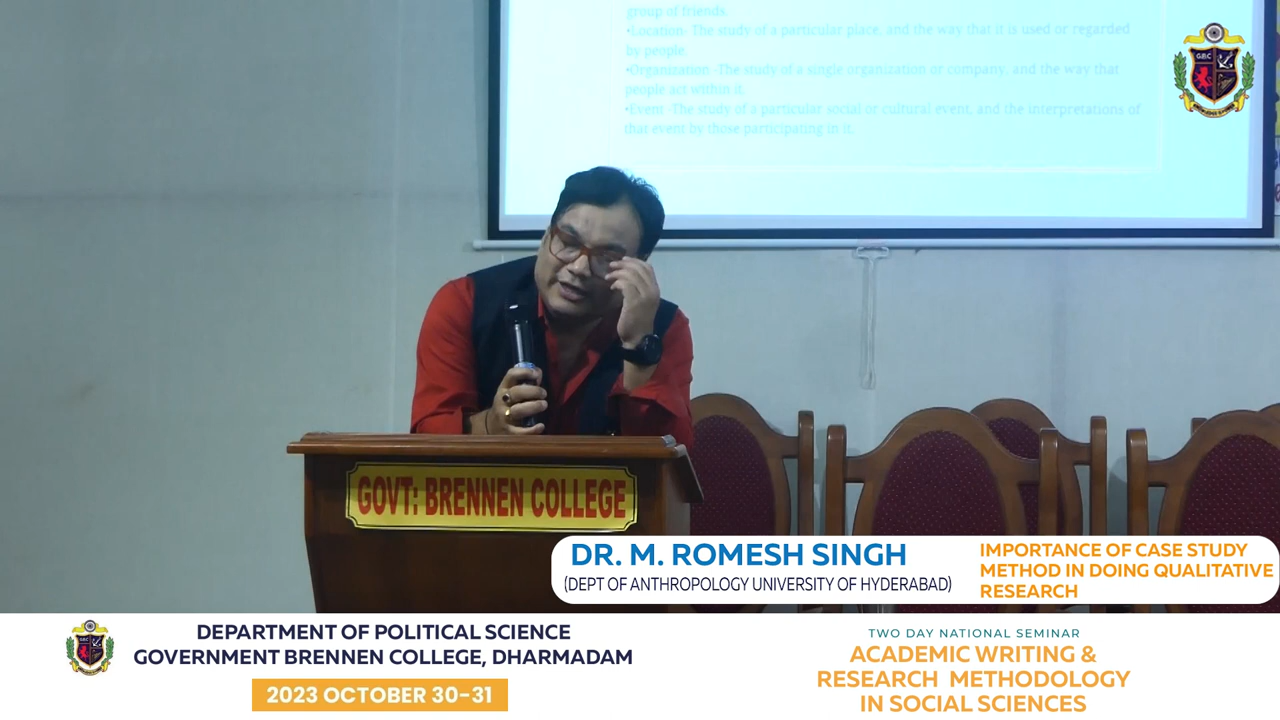 group of friends.
•Location- The study of a particular place, and the way that it is used or regarded
by people.
•Organization -The study of a single organization or company, and the way that
people act within it.
•Event-The study of a particular social or cultural event, and the interpretations of
that event by those participating in it.
GBC
GOVT: BRENNEN COLLEGE
DR. M. ROMESH SINGH
(DEPT OF ANTHROPOLOGY UNIVERSITY OF HYDERABAD)
IMPORTANCE OF CASE STUDY
METHOD IN DOING QUALITATIVE
RESEARCH
DEPARTMENT OF POLITICAL SCIENCE
GOVERNMENT BRENNEN COLLEGE, DHARMADAM
2023 OCTOBER 30-31
TWO DAY NATIONAL SEMINAR
ACADEMIC WRITING &
RESEARCH METHODOLOGY
IN SOCIAL SCIENCES